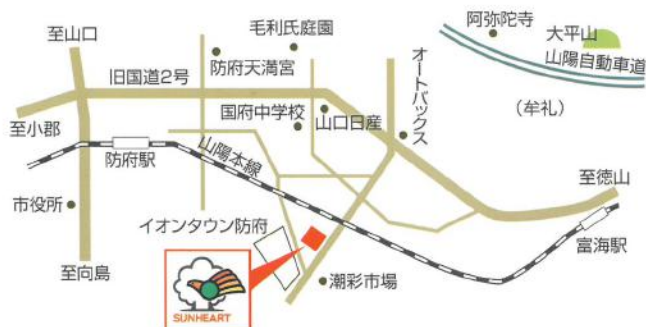 至山口
毛利氏庭園
阿弥陀寺
大平山
山陽自動車道
防府天満宮
旧国道2号
オートバックス
国府中学校
山口日産
(牟礼)
至小郡
山陽本線
防府駅
至徳山
市役所
イオンタウン防府
富海駅
至向島
潮彩市場
SUNHEART